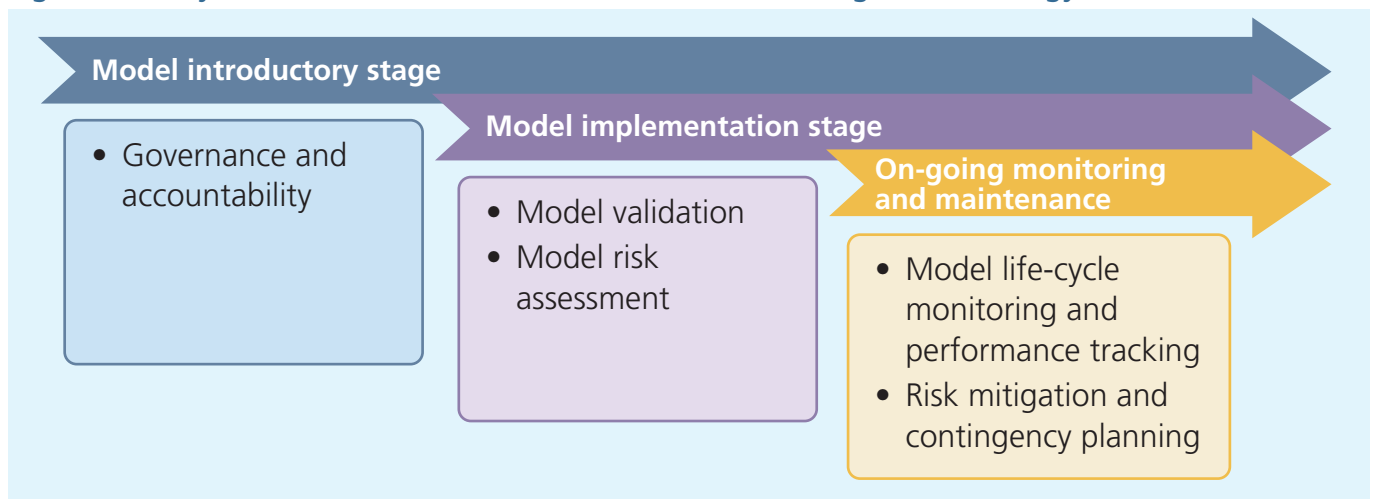 Model introductory stage
• Governance and
accountability
Model implementation stage
• Model validation
• Model risk
assessment
On-going monitoring
and maintenance
• Model life-cycle
monitoring and
performance tracking
• Risk mitigation and
contingency planning